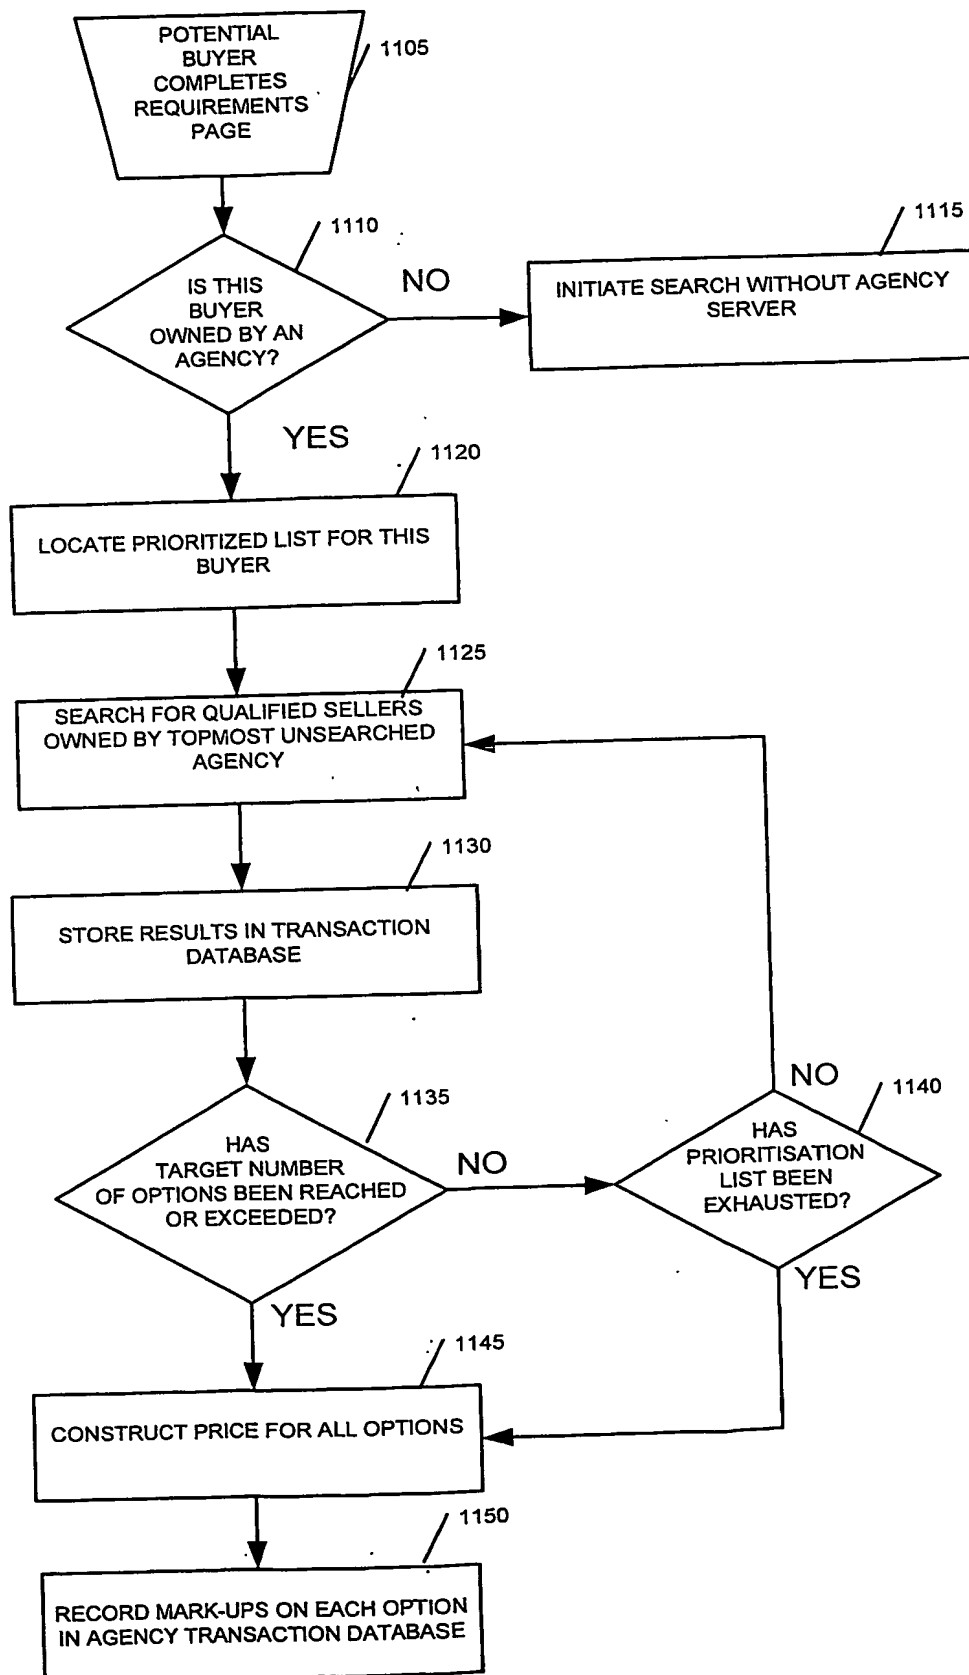 POTENTIAL
BUYER
COMPLETES
REQUIREMENTS
PAGE
1105
1110
IS THIS
BUYER
OWNED BY AN
AGENCY?
NO
1115
INITIATE SEARCH WITHOUT AGENCY
SERVER
YES
1120
LOCATE PRIORITIZED LIST FOR THIS
BUYER
1125
SEARCH FOR QUALIFIED SELLERS
OWNED BY TOPMOST UNSEARCHED
AGENCY
1130
STORE RESULTS IN TRANSACTION
DATABASE
1135
HAS
TARGET NUMBER
OF OPTIONS BEEN REACHED
OR EXCEEDED?
NO
NO
1140
HAS
PRIORITISATION
LIST BEEN
EXHAUSTED?
YES
YES
1145
CONSTRUCT PRICE FOR ALL OPTIONS
1150
RECORD MARK-UPS ON EACH OPTION
IN AGENCY TRANSACTION DATABASE